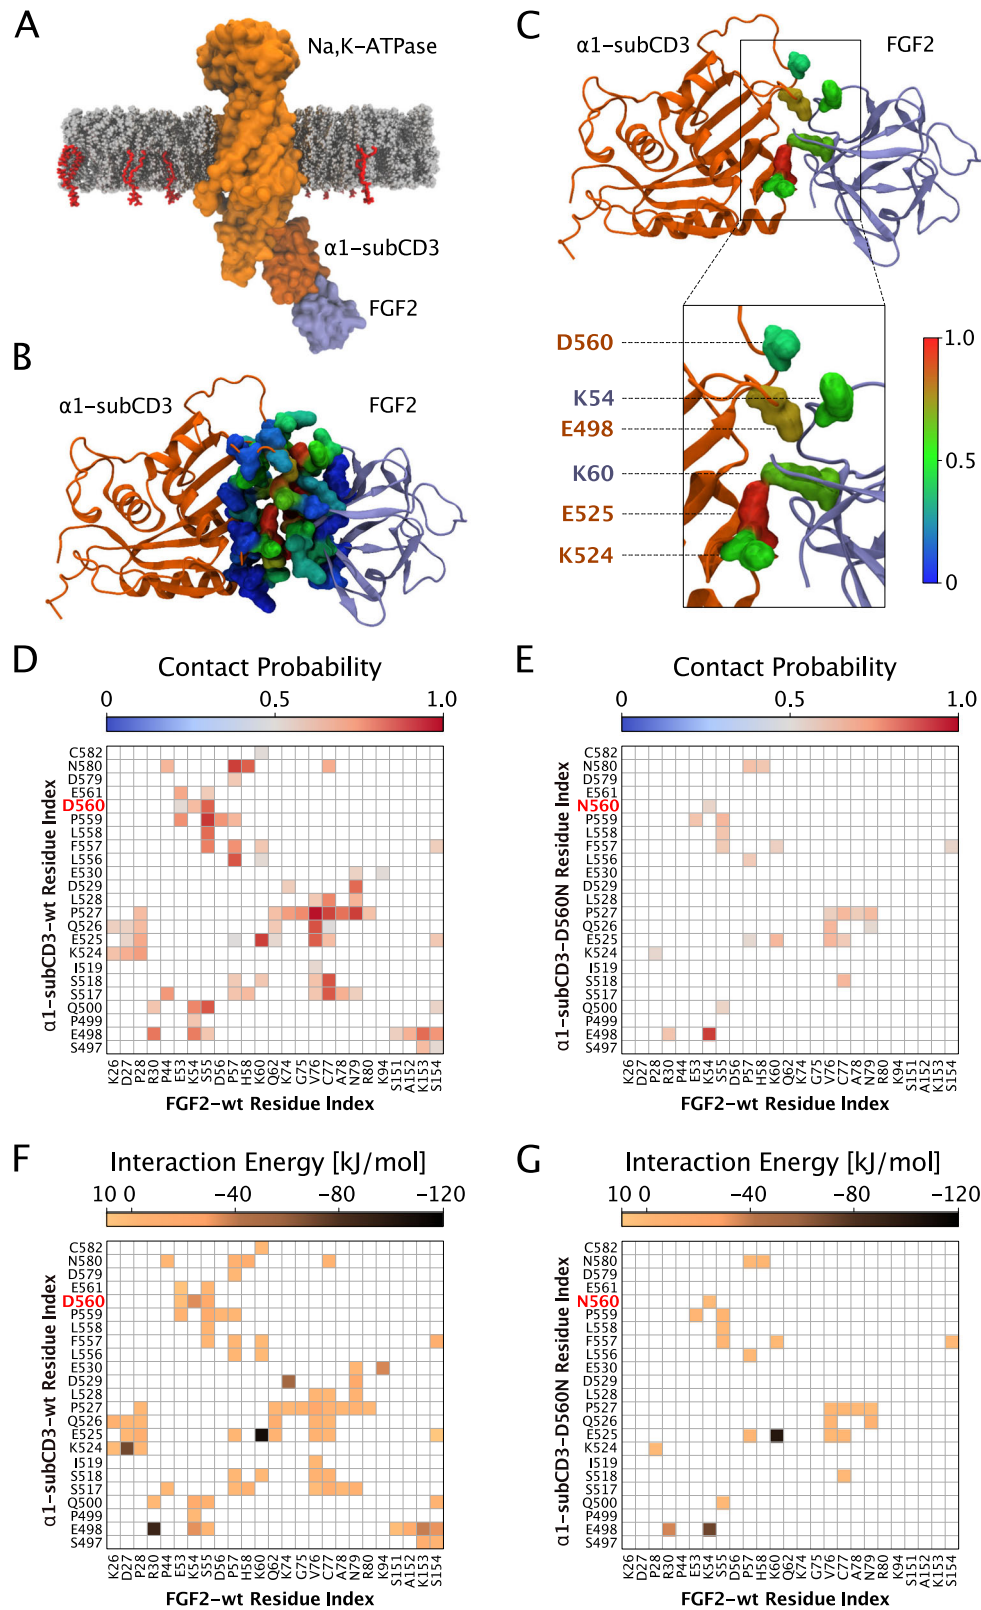 A
Na,K-ATPase
α1-subCD3
FGF2
B
α1-subCD3
FGF2
C
α1-subCD3
FGF2
D560
K54
E498
K60
E525
K524
1.0
0.5
0
D
Contact Probability
0 0.5 1.0
α1-subCD3-wt Residue Index
C582
N580
D579
E561
D560
P559
L558
F557
L556
E530
D529
L528
P527
Q526
E525
K524
I519
S518
S517
Q500
P499
E498
S497
K26 D27 P28 R30 P44 E53 K54 S55 D56 P57 H58 K60 Q62 K74 G75 V76 C77 A78 N79 R80 K94 S151 A152 K153 S154
FGF2-wt Residue Index
E
Contact Probability
0 0.5 1.0
α1-subCD3-D560N Residue Index
C582
N580
D579
E561
N560
P559
L558
F557
L556
E530
D529
L528
P527
Q526
E525
K524
I519
S518
S517
Q500
P499
E498
S497
K26 D27 P28 R30 P44 E53 K54 S55 D56 P57 H58 K60 Q62 K74 G75 V76 C77 A78 N79 R80 K94 S151 A152 K153 S154
FGF2-wt Residue Index
F
Interaction Energy [kJ/mol]
10 0 -40 -80 -120
α1-subCD3-wt Residue Index
C582
N580
D579
E561
D560
P559
L558
F557
L556
E530
D529
L528
P527
Q526
E525
K524
I519
S518
S517
Q500
P499
E498
S497
K26 D27 P28 R30 P44 E53 K54 S55 D56 P57 H58 K60 Q62 K74 G75 V76 C77 A78 N79 R80 K94 S151 A152 K153 S154
FGF2-wt Residue Index
G
Interaction Energy [kJ/mol]
10 0 -40 -80 -120
α1-subCD3-D560N Residue Index
C582
N580
D579
E561
N560
P559
L558
F557
L556
E530
D529
L528
P527
Q526
E525
K524
I519
S518
S517
Q500
P499
E498
S497
K26 D27 P28 R30 P44 E53 K54 S55 D56 P57 H58 K60 Q62 K74 G75 V76 C77 A78 N79 R80 K94 S151 A152 K153 S154
FGF2-wt Residue Index